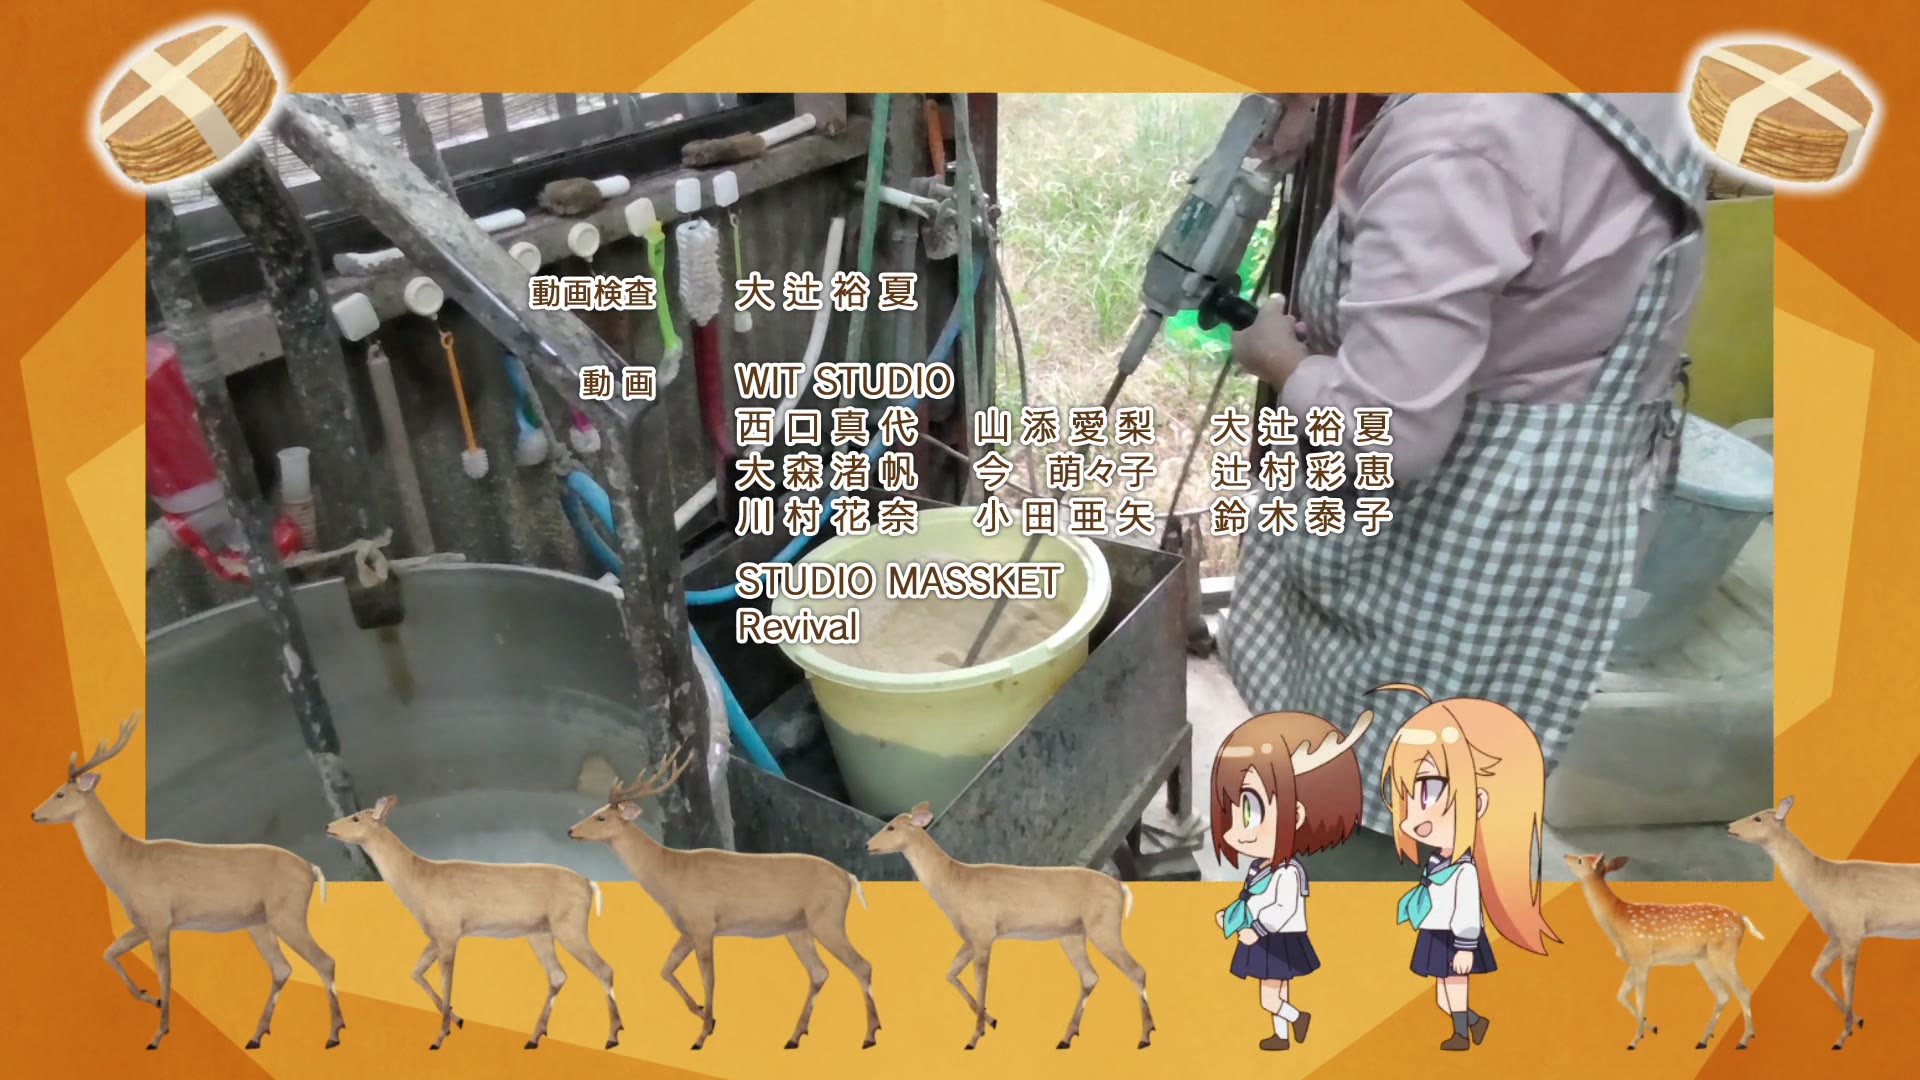 動画検査 大辻裕夏
動画 WIT STUDIO
西口真代 山添愛梨 大辻裕夏
大森渚帆 今 萌々子 辻村彩恵
川村花奈 小田亜矢 鈴木泰子
STUDIO MASSKET
Revival